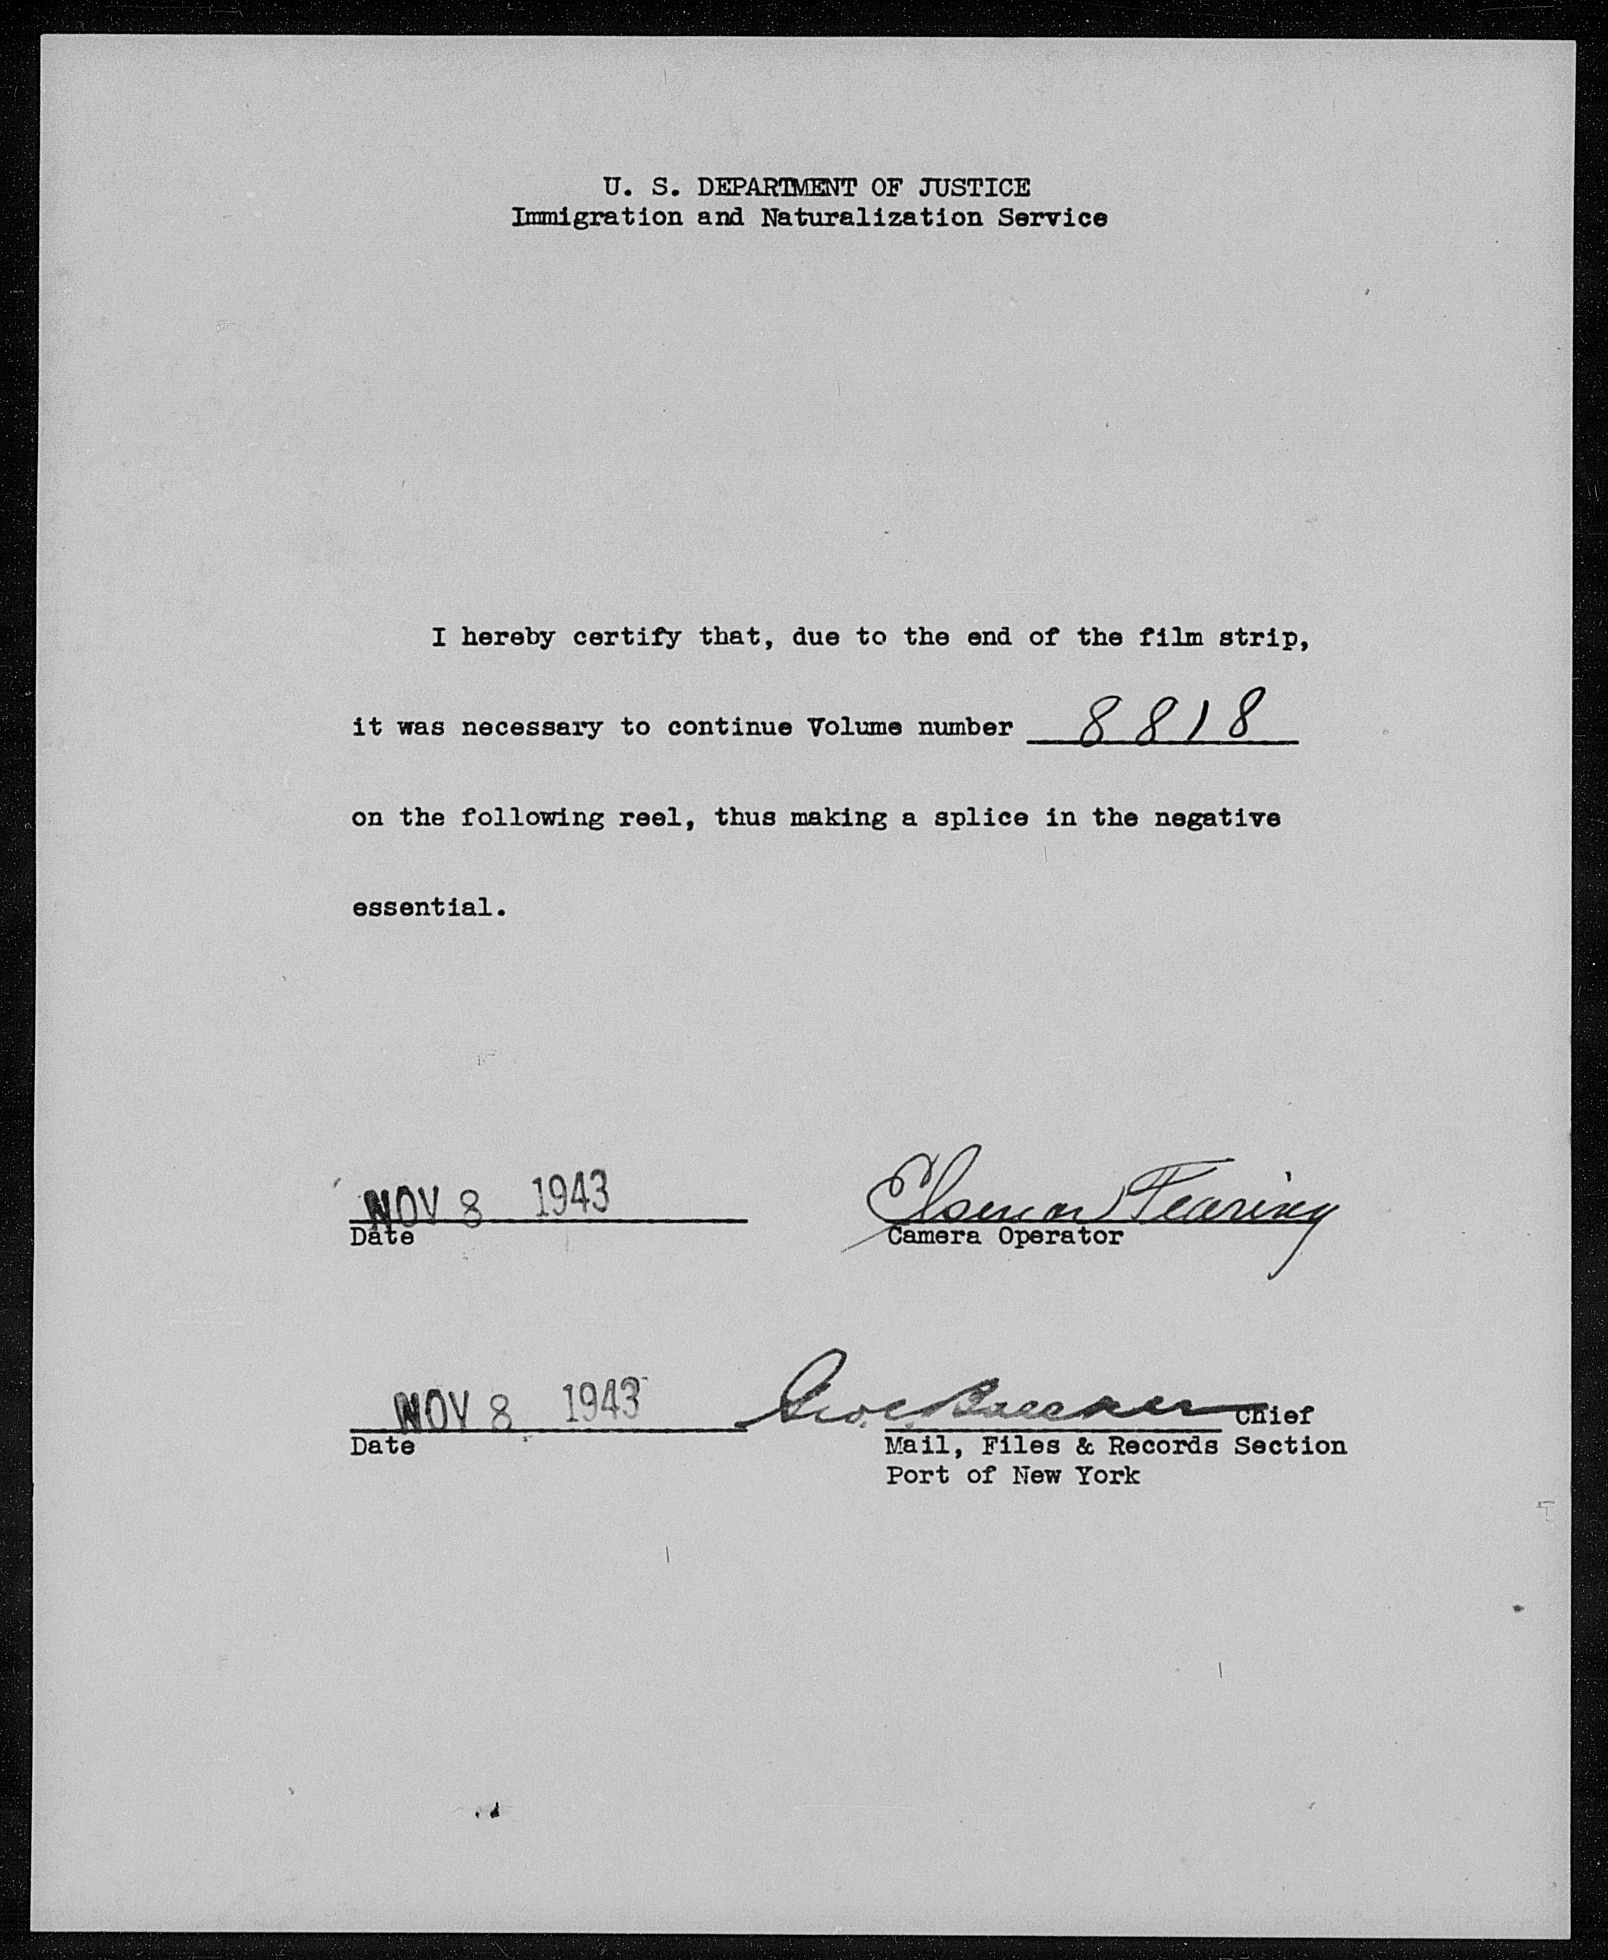 U. S. DEPARTMENT OF JUSTICE
Immigration and Naturalization Service
I hereby certify that, due to the end of the film strip,
it was necessary to continue Volume number 8818
on the following reel, thus making a splice in the negative
essential.
NOV 8 1943
Date
Fearing
Camera Operator
NOV 8 1943
Date
Geo. Chief
Mail, Files & Records Section
Port of New York